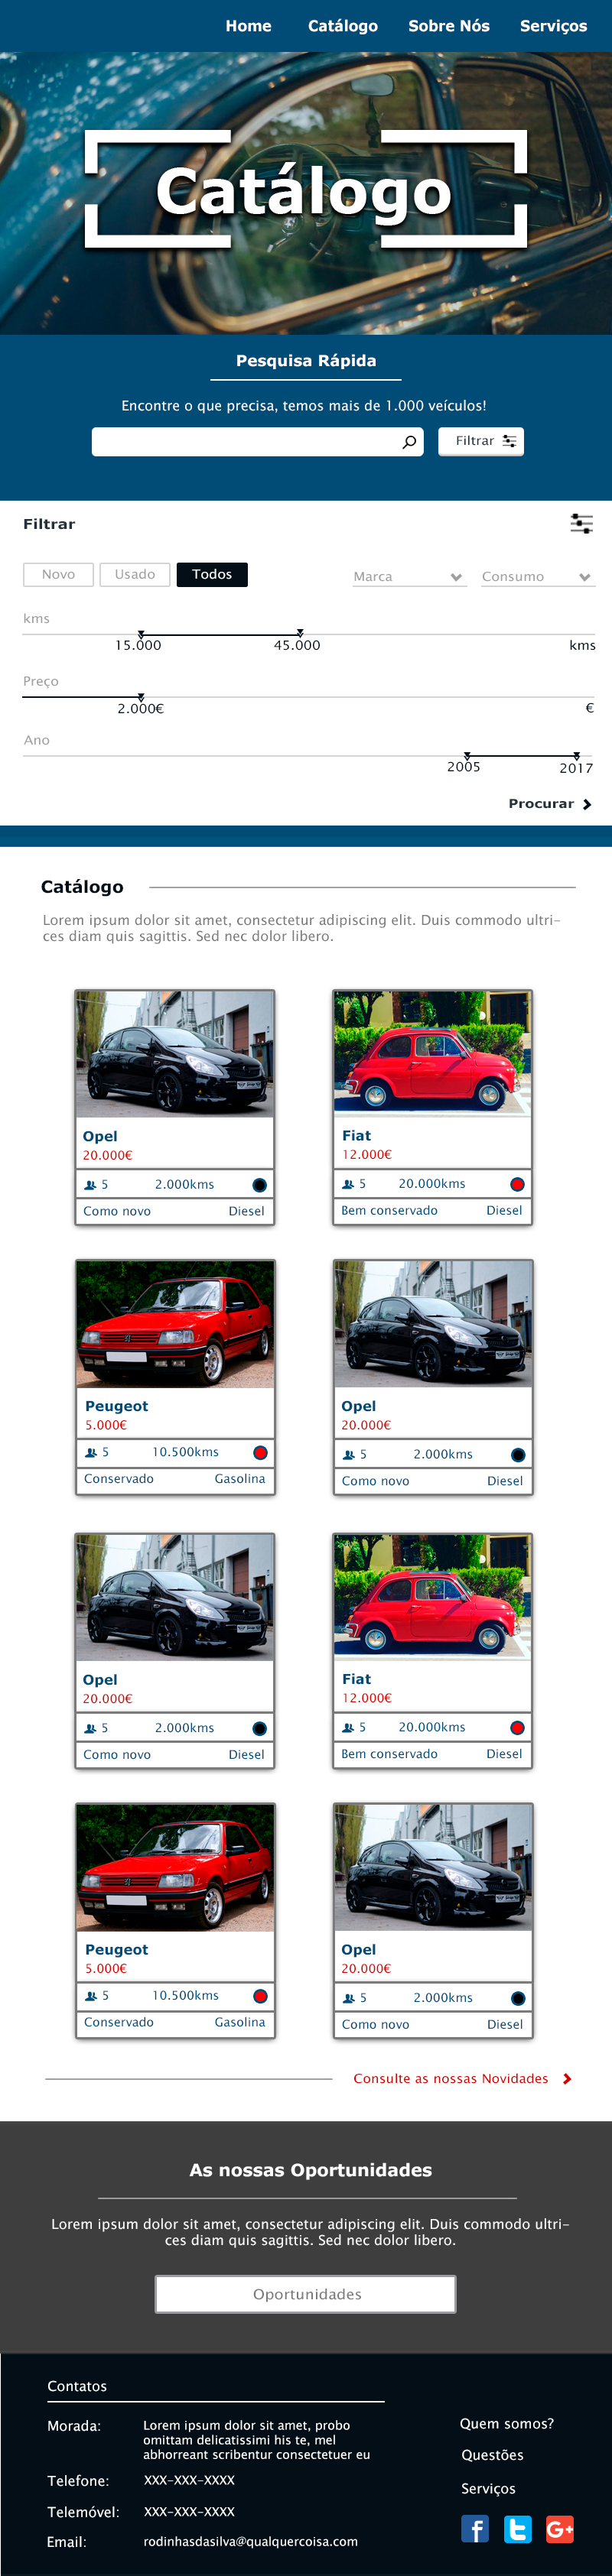 Home Catálogo Sobre Nós Serviços
Catálogo
Pesquisa Rápida
Encontre o que precisa, temos mais de 1.000 veículos!
Filtrar
Filtrar
Novo Usado Todos Marca Consumo
kms
15.000 45.000 kms
Preço
2.000€ €
Ano
2005 2017
Procurar
Catálogo
Lorem ipsum dolor sit amet, consectetur adipiscing elit. Duis commodo ultri-
ces diam quis sagittis. Sed nec dolor libero.
Opel
20.000€
5 2.000kms
Como novo Diesel
Fiat
12.000€
5 20.000kms
Bem conservado Diesel
Peugeot
5.000€
5 10.500kms
Conservado Gasolina
Opel
20.000€
5 2.000kms
Como novo Diesel
Opel
20.000€
5 2.000kms
Como novo Diesel
Fiat
12.000€
5 20.000kms
Bem conservado Diesel
Peugeot
5.000€
5 10.500kms
Conservado Gasolina
Opel
20.000€
5 2.000kms
Como novo Diesel
Consulte as nossas Novidades
As nossas Oportunidades
Lorem ipsum dolor sit amet, consectetur adipiscing elit. Duis commodo ultri-
ces diam quis sagittis. Sed nec dolor libero.
Oportunidades
Contatos
Morada: Lorem ipsum dolor sit amet, probo
omittam delicatissimi his te, mel
abhorreant scribentur consectetuer eu
Telefone: XXX-XXX-XXXX
Telemóvel: XXX-XXX-XXXX
Email: rodinhasdasilva@qualquercoisa.com
Quem somos?
Questões
Serviços
f t G+